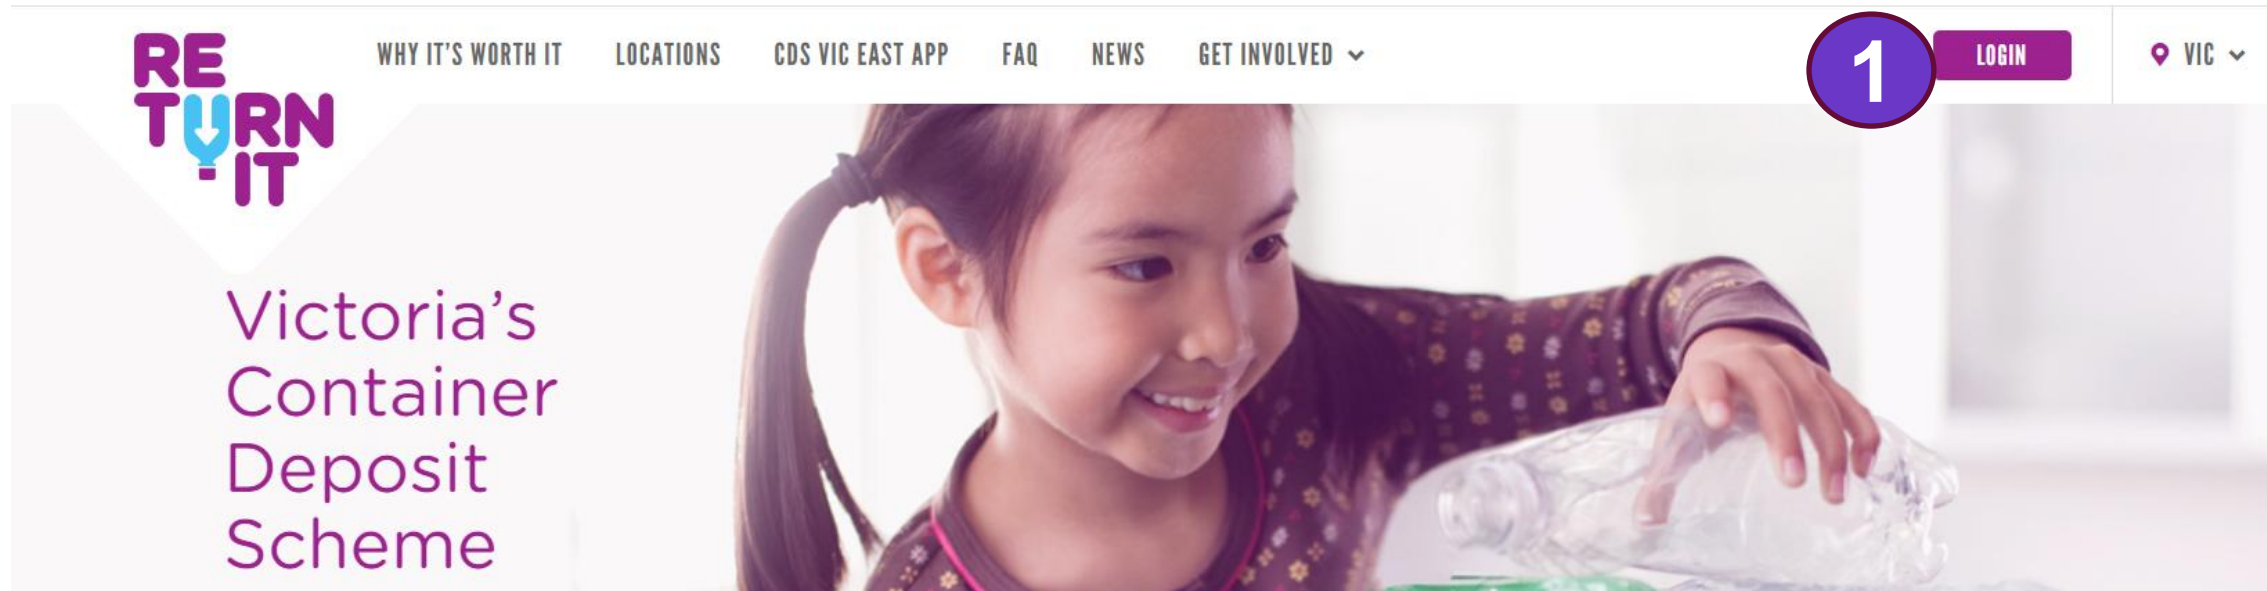 RE
TURN
IT
WHY IT'S WORTH IT LOCATIONS CDS VIC EAST APP FAQ NEWS GET INVOLVED 1 LOGIN VIC
Victoria's
Container
Deposit
Scheme